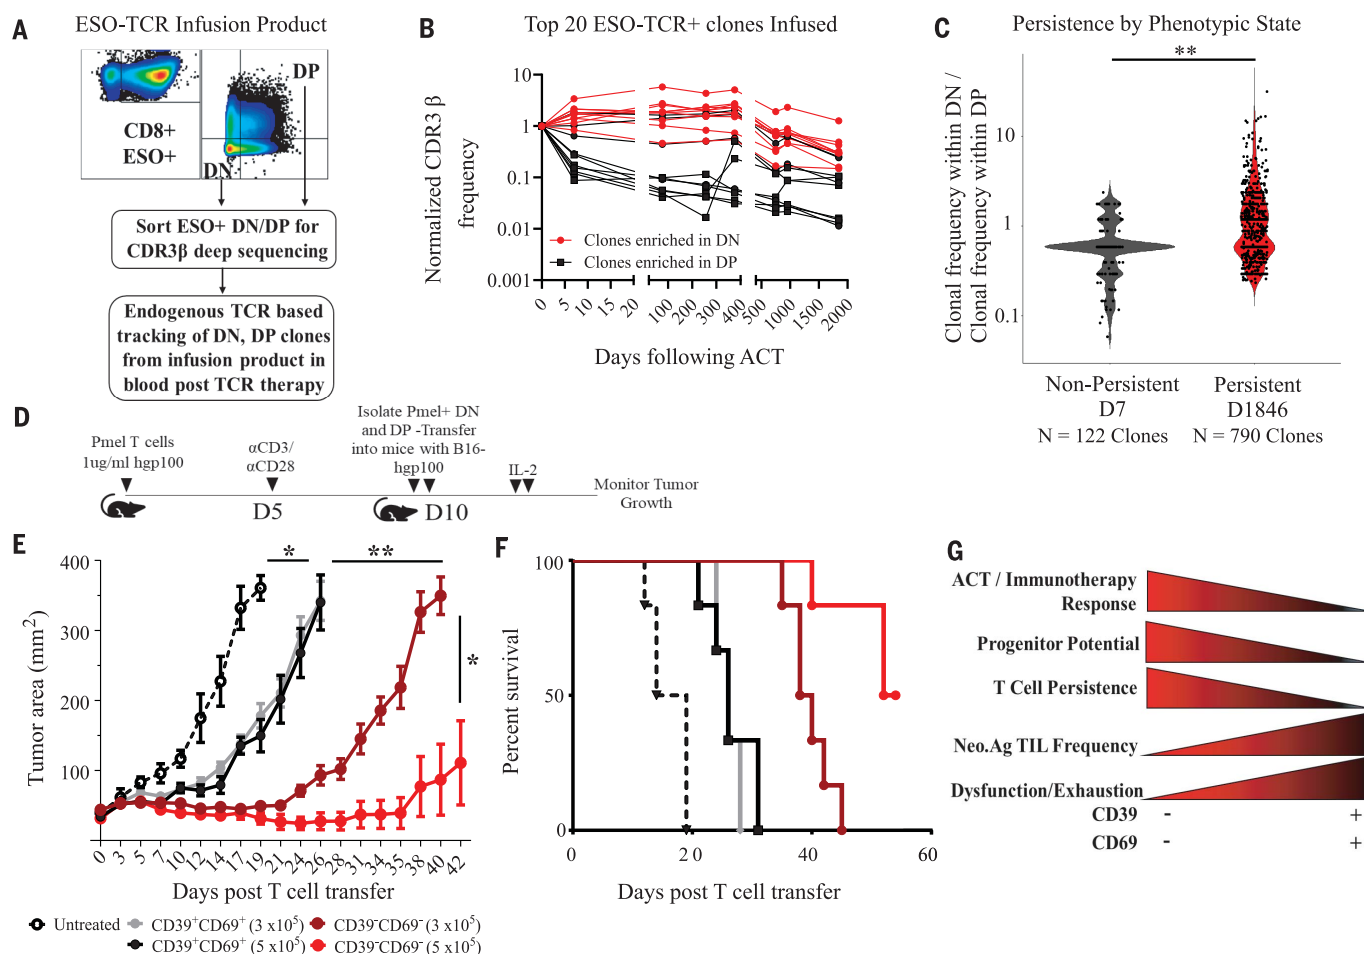 A
ESO-TCR Infusion Product
DP
CD8+
ESO+
DN
Sort ESO+ DN/DP for
CDR3β deep sequencing
Endogenous TCR based
tracking of DN, DP clones
from infusion product in
blood post TCR therapy
B
Top 20 ESO-TCR+ clones Infused
Normalized CDR3 β
frequency
10
1
0.1
0.01
0.001
Clones enriched in DN
Clones enriched in DP
0 5 10 15 20 100 200 300 400 500 1000 1500 2000
Days following ACT
C
Persistence by Phenotypic State
**
Clonal frequency within DN /
Clonal frequency within DP
10
1
0.1
Non-Persistent
D7
N = 122 Clones
Persistent
D1846
N = 790 Clones
D
Pmel T cells
1ug/ml hgp100
αCD3/
αCD28
D5
Isolate Pmel+ DN
and DP -Transfer
into mice with B16-
hgp100
D10
IL-2
Monitor Tumor
Growth
E
Tumor area (mm2)
400
300
200
100
* **
*
0 3 5 7 10 12 14 17 19 21 24 26 28 31 34 35 38 40 42
Days post T cell transfer
Untreated
CD39+CD69+ (3 x10⁵)
CD39+CD69+ (5 x10⁵)
CD39-CD69- (3 x10⁵)
CD39-CD69- (5 x10⁵)
F
Percent survival
100
50
0
0 20 40 60
Days post T cell transfer
G
ACT / Immunotherapy
Response
Progenitor Potential
T Cell Persistence
Neo.Ag TIL Frequency
Dysfunction/Exhaustion
CD39 - +
CD69 - +